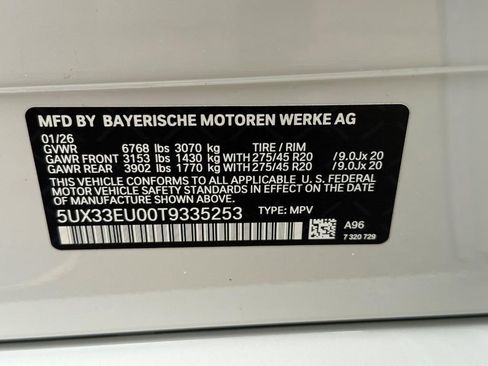 MFD BY BAYERISCHE MOTOREN WERKE AG
01/26
GVWR 6768 lbs 3070 kg TIRE / RIM
GAWR FRONT 3153 lbs 1430 kg WITH 275/45 R20 /9.0Jx 20
GAWR REAR 3902 lbs 1770 kg WITH 275/45 R20 /9.0Jx 20
THIS VEHICLE CONFORMS TO ALL APPLICABLE U.S. FEDERAL
MOTOR VEHICLE SAFETY STANDARDS IN EFFECT ON THE DATE
OF MANUFACTURE SHOWN ABOVE.
5UX33EU00T9335253 TYPE: MPV
A96
7 320 729